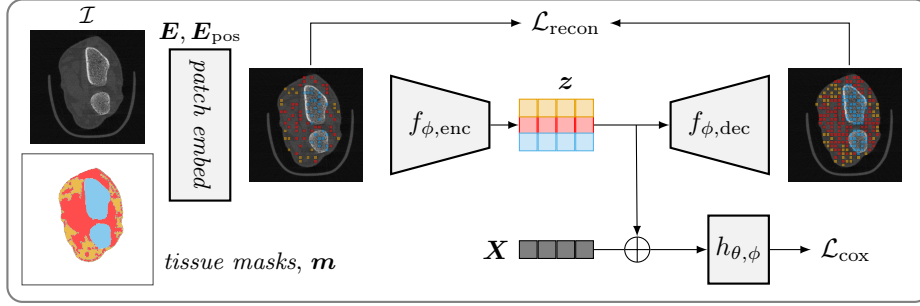 𝓘
E, E_pos
patch embed
ℒ_recon
f_ϕ,enc
z
f_ϕ,dec
tissue masks, m
X
h_θ,ϕ
ℒ_cox